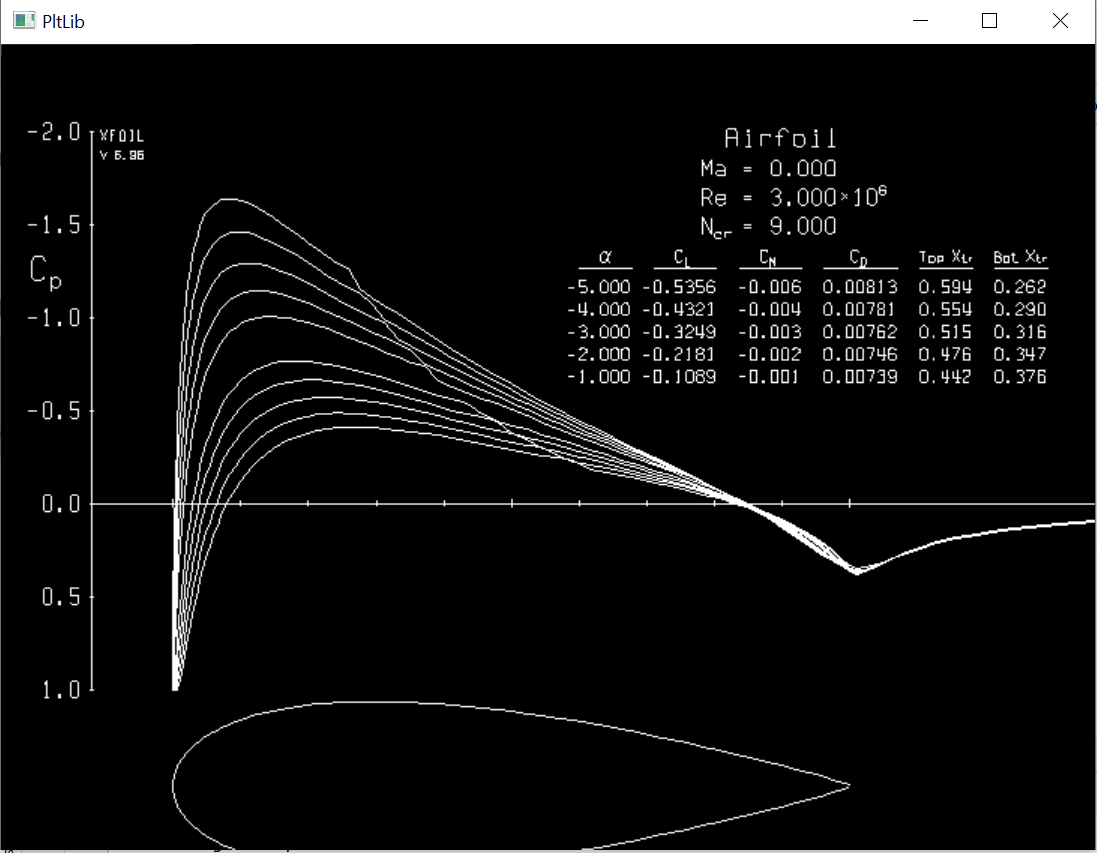 PltLib
-2.0
XFOIL
V 6.96
-1.5
Cp
-1.0
-0.5
0.0
0.5
1.0
Airfoil
Ma = 0.000
Re = 3.000×10⁶
Ncr = 9.000
α CL CM CD Top Xtr Bot Xtr
-5.000 -0.5356 -0.006 0.00813 0.594 0.262
-4.000 -0.4321 -0.004 0.00781 0.554 0.290
-3.000 -0.3249 -0.003 0.00762 0.515 0.316
-2.000 -0.2181 -0.002 0.00746 0.476 0.347
-1.000 -0.1089 -0.001 0.00739 0.442 0.376